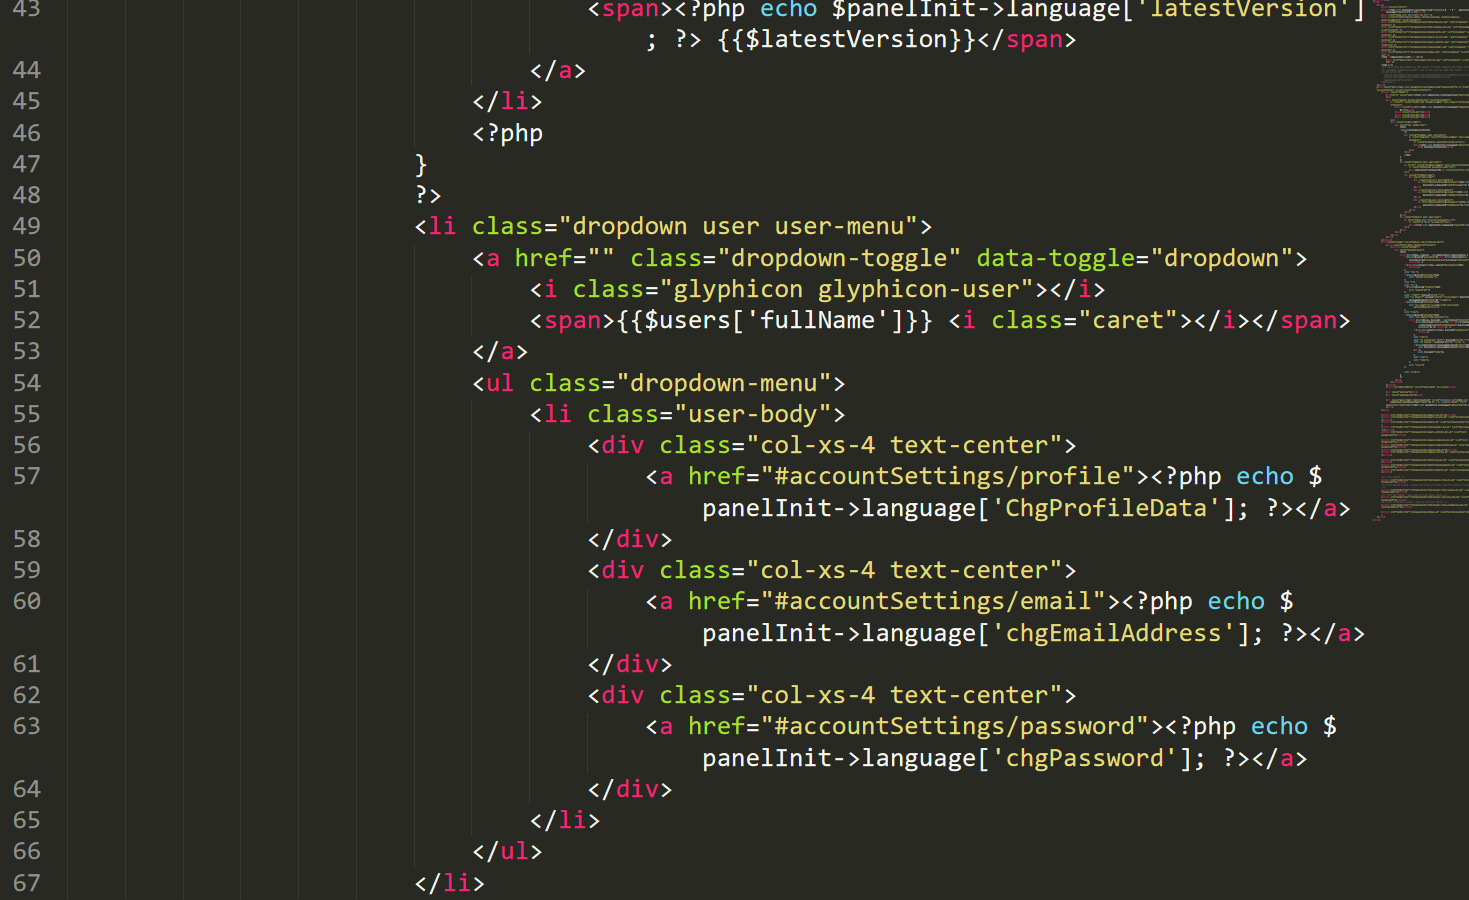 43 <span><?php echo $panelInit->language['latestVersion']
; ?> {{$latestVersion}}</span>
44 </a>
45 </li>
46 <?php
47 }
48 ?>
49 <li class="dropdown user user-menu">
50 <a href="" class="dropdown-toggle" data-toggle="dropdown">
51 <i class="glyphicon glyphicon-user"></i>
52 <span>{{$users['fullName']}} <i class="caret"></i></span>
53 </a>
54 <ul class="dropdown-menu">
55 <li class="user-body">
56 <div class="col-xs-4 text-center">
57 <a href="#accountSettings/profile"><?php echo $
panelInit->language['ChgProfileData']; ?></a>
58 </div>
59 <div class="col-xs-4 text-center">
60 <a href="#accountSettings/email"><?php echo $
panelInit->language['chgEmailAddress']; ?></a>
61 </div>
62 <div class="col-xs-4 text-center">
63 <a href="#accountSettings/password"><?php echo $
panelInit->language['chgPassword']; ?></a>
64 </div>
65 </li>
66 </ul>
67 </li>